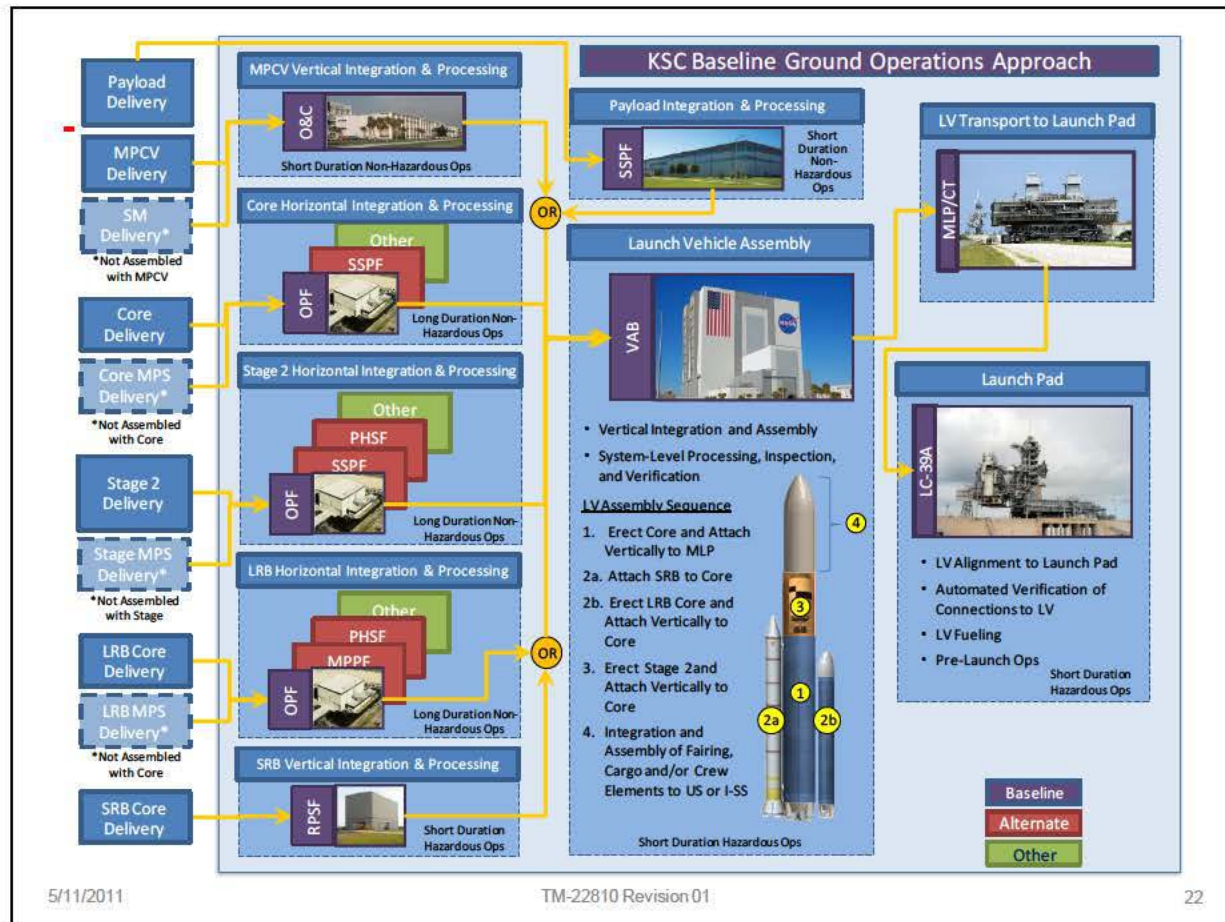 KSC Baseline Ground Operations Approach
Payload
Delivery
MPCV
Delivery
SM
Delivery*
*Not Assembled
with MPCV
Core
Delivery
Core MPS
Delivery*
*Not Assembled
with Core
Stage 2
Delivery
Stage MPS
Delivery*
*Not Assembled
with Stage
LRB Core
Delivery
LRB MPS
Delivery*
*Not Assembled
with Core
SRB Core
Delivery
MPCV Vertical Integration & Processing
O&C
Short Duration Non-Hazardous Ops
Core Horizontal Integration & Processing
Other
SSPF
OPF
Long Duration Non-
Hazardous Ops
Stage 2 Horizontal Integration & Processing
Other
PHSF
SSPF
OPF
Long Duration Non-
Hazardous Ops
LRB Horizontal Integration & Processing
Other
PHSF
MPPF
OPF
Long Duration Non-
Hazardous Ops
SRB Vertical Integration & Processing
RPSF
Short Duration
Hazardous Ops
OR
OR
Payload Integration & Processing
SSPF
Short
Duration
Non-
Hazardous
Ops
Launch Vehicle Assembly
VAB
NASA
• Vertical Integration and Assembly
• System-Level Processing, Inspection,
and Verification
LV Assembly Sequence
1. Erect Core and Attach
Vertically to MLP
2a. Attach SRB to Core
2b. Erect LRB Core and
Attach Vertically to
Core
3. Erect Stage 2 and
Attach Vertically to
Core
4. Integration and
Assembly of Fairing,
Cargo and/or Crew
Elements to US or I-SS
4
3
1
2a
2b
Short Duration Hazardous Ops
LV Transport to Launch Pad
MLP/CT
Launch Pad
LC-39A
• LV Alignment to Launch Pad
• Automated Verification of
Connections to LV
• LV Fueling
• Pre-Launch Ops
Short Duration
Hazardous Ops
Baseline
Alternate
Other
5/11/2011
TM-22810 Revision 01
22